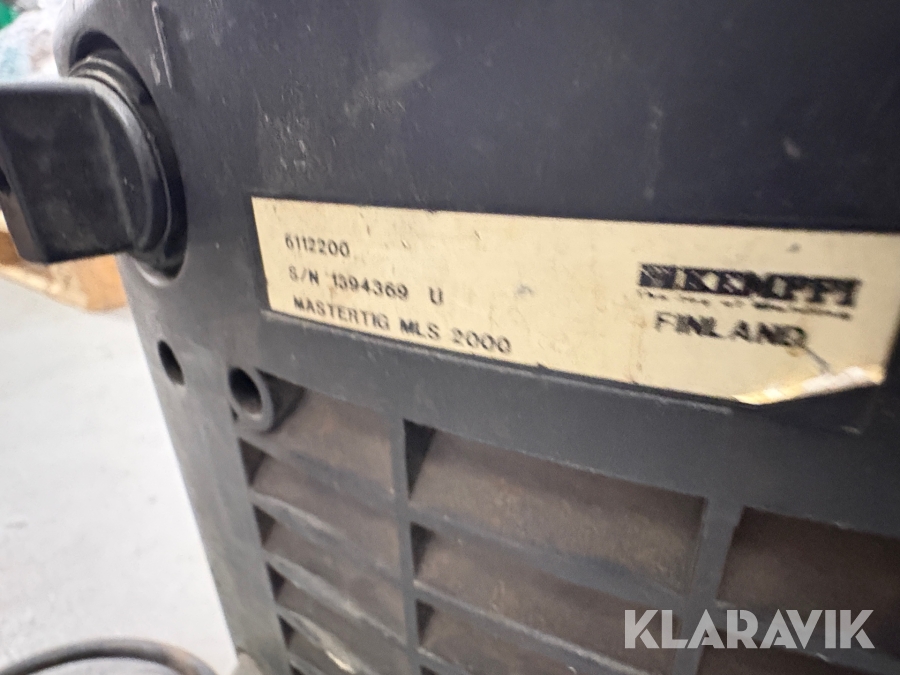 6112200
S/N 1394369 U
MASTERTIG MLS 2000
KEMPPI
FINLAND
KLARAVIK